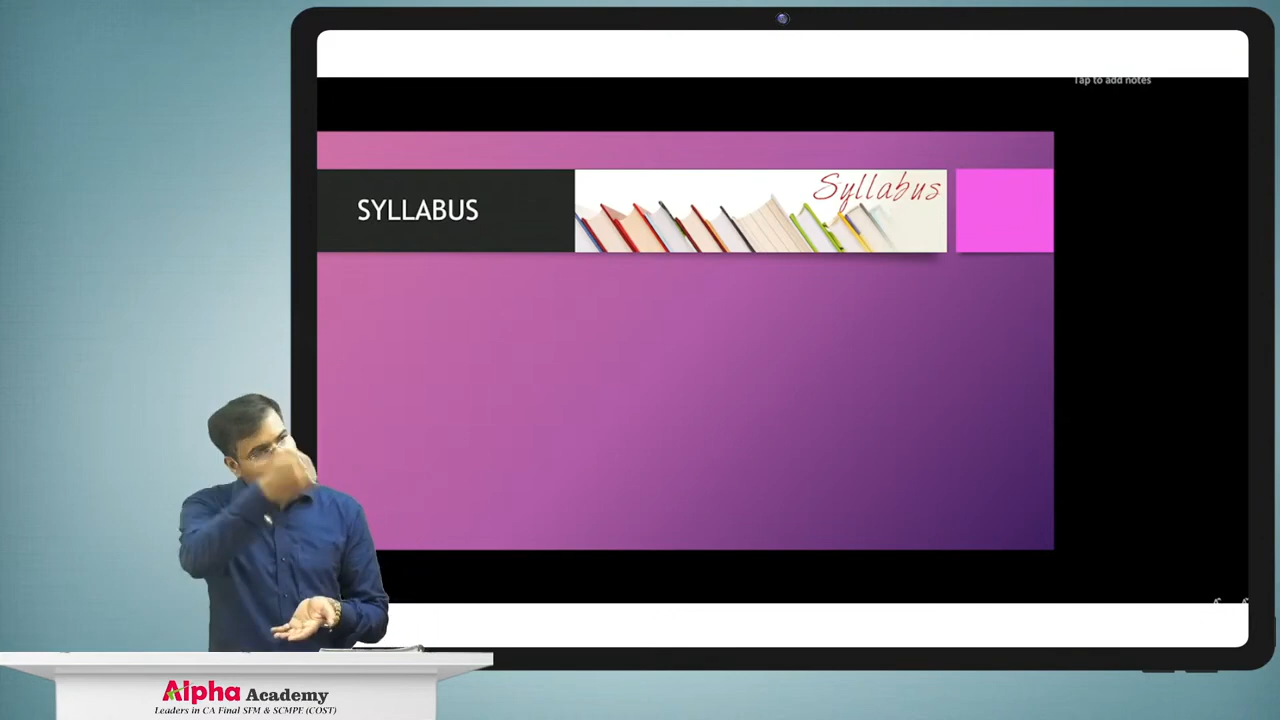 Tap to add notes
SYLLABUS
Syllabus
Alpha Academy
Leaders in CA Final SFM & SCMPE (COST)